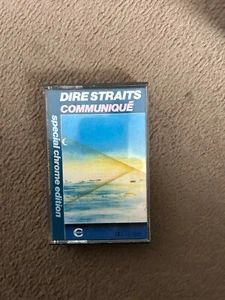 DIRE STRAITS
COMMUNIQUÉ
special chrome edition